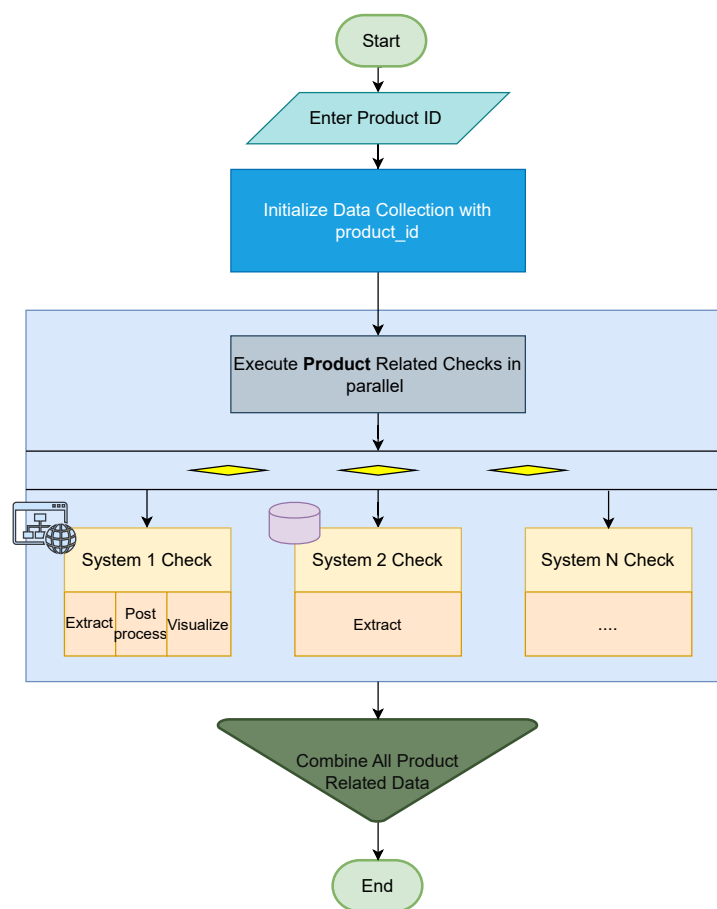 Start
Enter Product ID
Initialize Data Collection with
product_id
Execute Product Related Checks in
parallel
System 1 Check
System 2 Check
System N Check
Extract
Post
process
Visualize
Extract
....
Combine All Product
Related Data
End